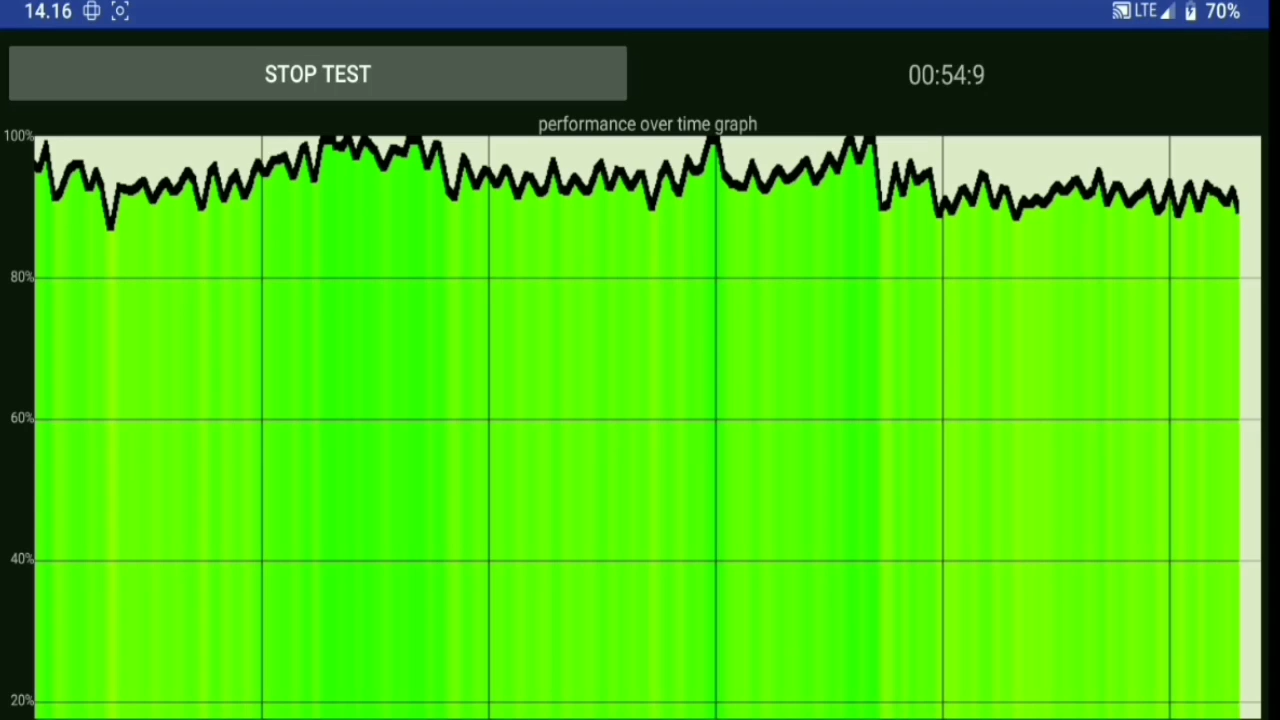 14.16 LTE 70%
STOP TEST 00:54:9
performance over time graph
100%
80%
60%
40%
20%